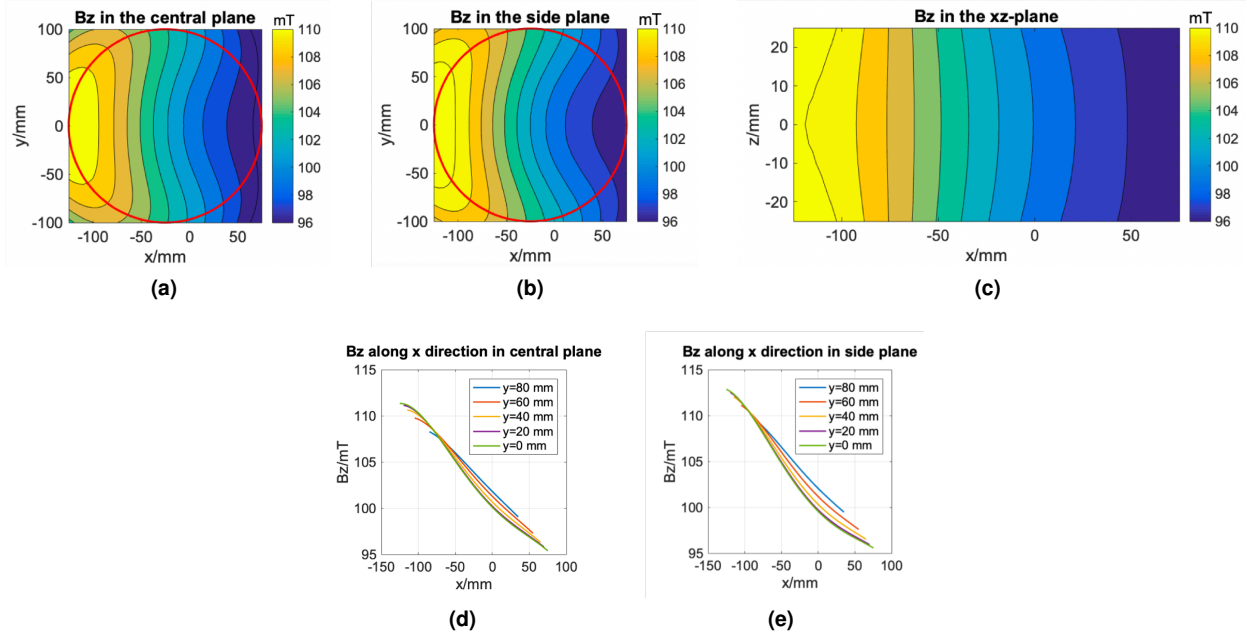 Bz in the central plane
mT
100
50
0
-50
-100
y/mm
-100
-50
0
50
x/mm
110
108
106
104
102
100
98
96
(a)
Bz in the side plane
mT
100
50
0
-50
-100
y/mm
-100
-50
0
50
x/mm
110
108
106
104
102
100
98
96
(b)
Bz in the xz-plane
mT
20
10
0
-10
-20
z/mm
-100
-50
0
50
x/mm
110
108
106
104
102
100
98
96
(c)
Bz along x direction in central plane
115
110
105
100
95
Bz/mT
-150
-100
-50
0
50
100
x/mm
y=80 mm
y=60 mm
y=40 mm
y=20 mm
y=0 mm
(d)
Bz along x direction in side plane
115
110
105
100
95
Bz/mT
-150
-100
-50
0
50
100
x/mm
y=80 mm
y=60 mm
y=40 mm
y=20 mm
y=0 mm
(e)